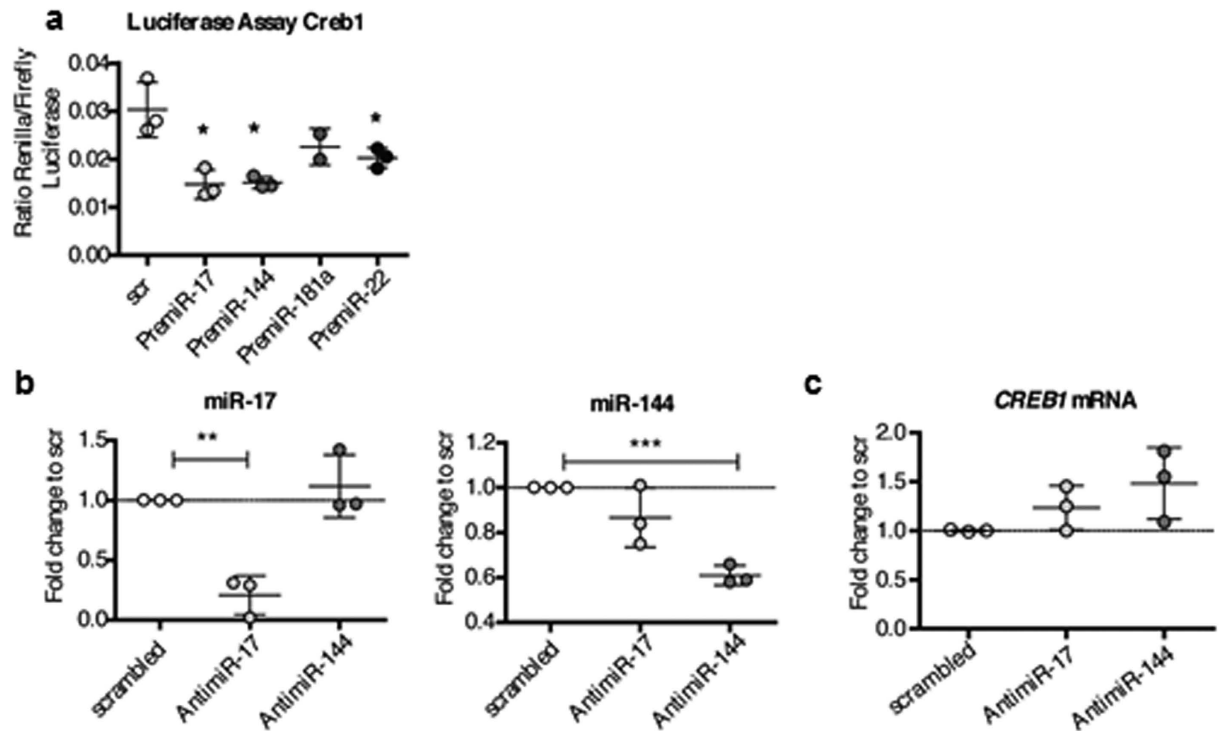 a
Luciferase Assay Creb1
Ratio Renilla/Firefly
Luciferase
0.04
0.03
0.02
0.01
0.00
* * *
scr
PremiR-17
PremiR-144
PremiR-181a
PremiR-22
b
miR-17
Fold change to scr
1.5
1.0
0.5
0.0
**
scrambled
AntimiR-17
AntimiR-144
miR-144
Fold change to scr
1.2
1.0
0.8
0.6
0.4
***
scrambled
AntimiR-17
AntimiR-144
c
CREB1 mRNA
Fold change to scr
2.0
1.5
1.0
0.5
0.0
scrambled
AntimiR-17
AntimiR-144